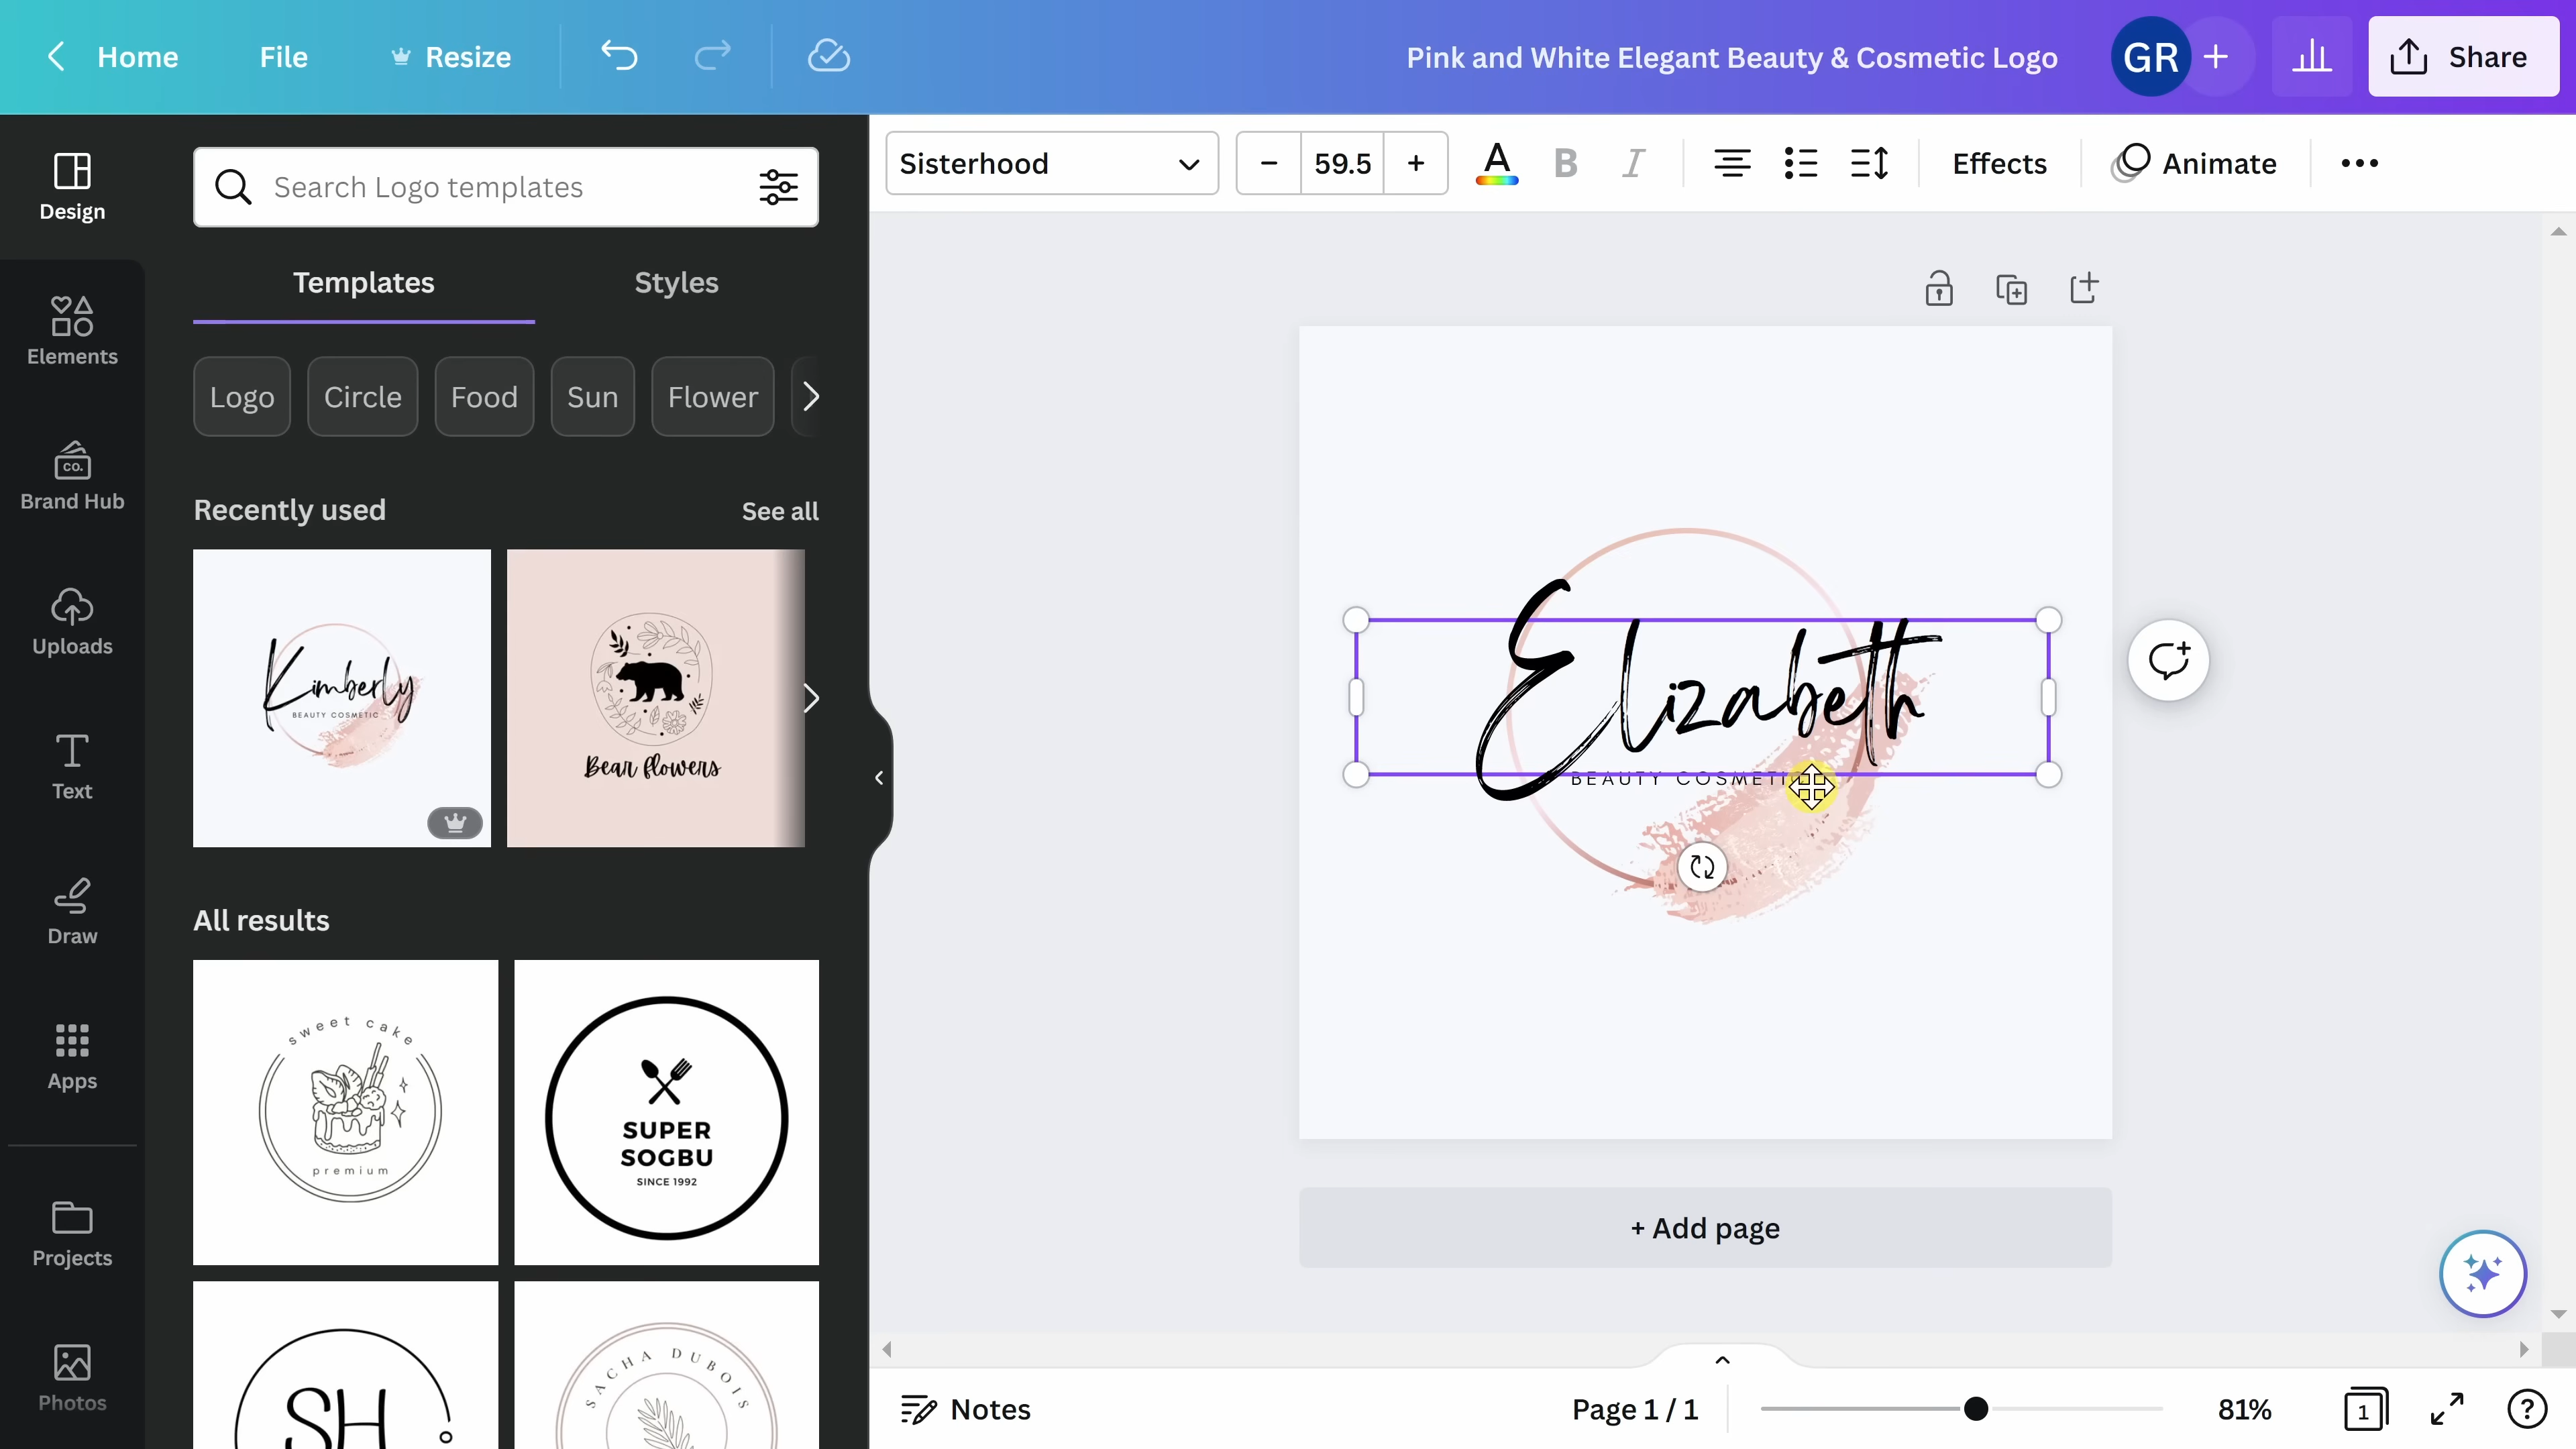 Home File Resize Pink and White Elegant Beauty & Cosmetic Logo GR + Share
Design
Elements
Brand Hub
CO.
Uploads
Text
Draw
Apps
Projects
Photos
Search Logo templates
Templates Styles
Logo Circle Food Sun Flower
Recently used See all
Kimberly
BEAUTY COSMETIC
Bear flowers
All results
sweet cake
premium
SUPER
SOGBU
SINCE 1992
SH
SACHA DUBOIS
Sisterhood − 59.5 + A B I Effects Animate
Elizabeth
BEAUTY COSMETI
+ Add page
Notes Page 1 / 1 81% 1 ?